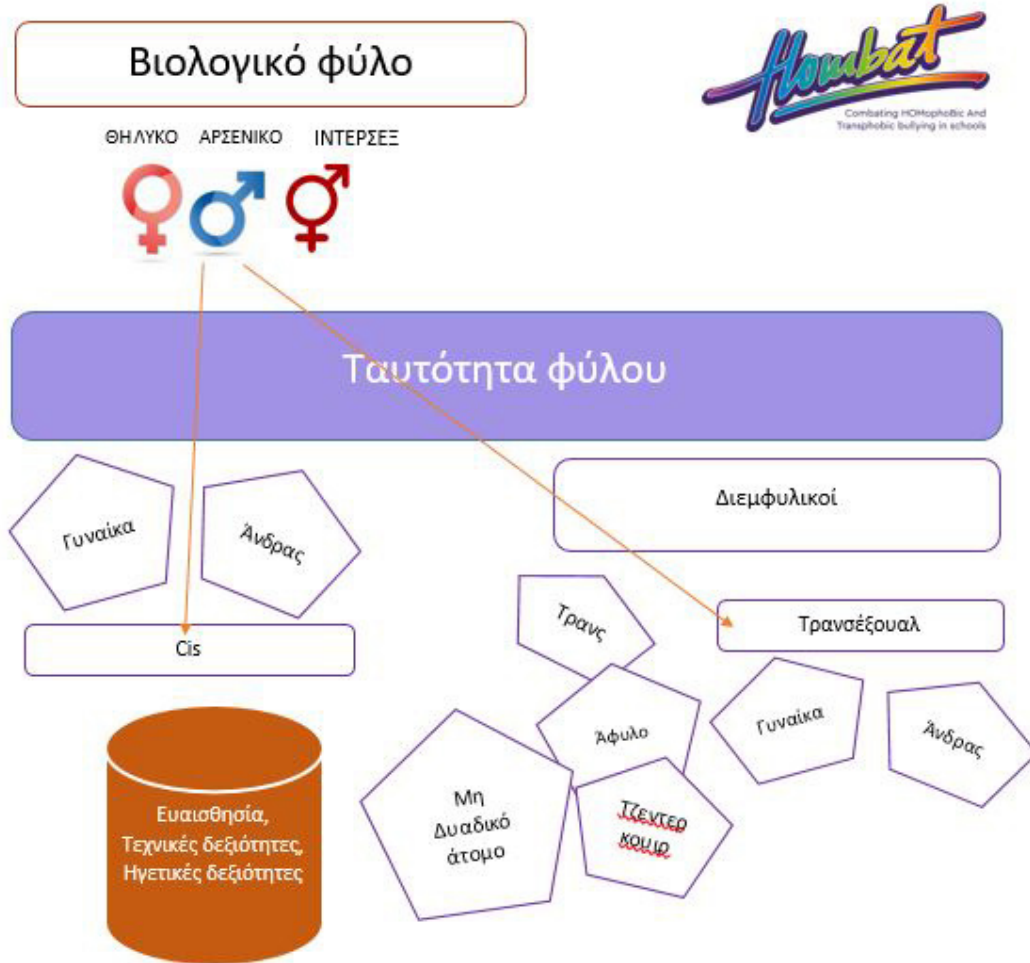 Βιολογικό φύλο
Hombat
Combating HOMophoBic And
Transphobic bullying in schools
ΘΗΛΥΚΟ ΑΡΣΕΝΙΚΟ ΙΝΤΕΡΣΕΞ
Ταυτότητα φύλου
Γυναίκα
Άνδρας
Διεμφυλικοί
Cis
Τρανς
Τρανσέξουαλ
Άφυλο
Γυναίκα
Άνδρας
Μη
Δυαδικό
άτομο
Τζεντερ
κουιρ
Ευαισθησία,
Τεχνικές δεξιότητες,
Ηγετικές δεξιότητες